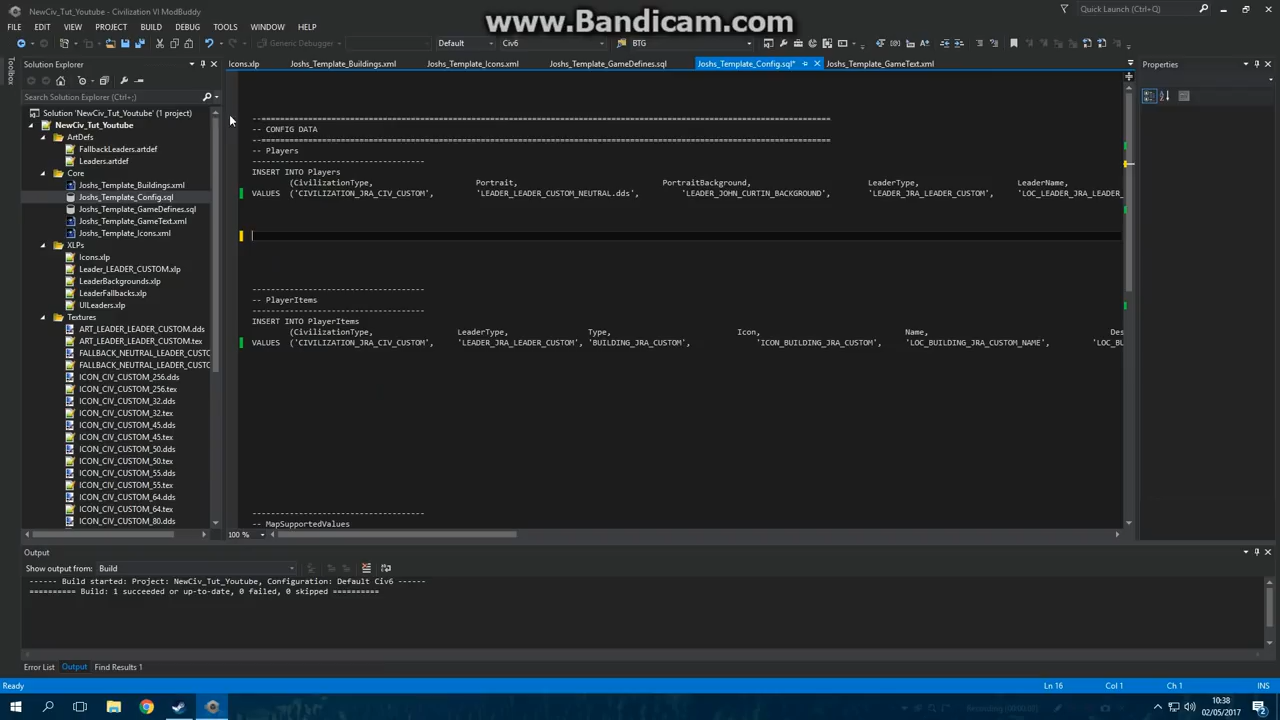 NewCiv_Tut_Youtube - Civilization VI ModBuddy
www.Bandicam.com
Quick Launch (Ctrl+Q)
FILE EDIT VIEW PROJECT BUILD DEBUG TOOLS WINDOW HELP
Generic Debugger Default Civ6 BTG
Toolbox
Solution Explorer
Icons.xlp Joshs_Template_Buildings.xml Joshs_Template_Icons.xml Joshs_Template_GameDefines.sql Joshs_Template_Config.sql* Joshs_Template_GameText.xml
Properties
Search Solution Explorer (Ctrl+;)
Solution 'NewCiv_Tut_Youtube' (1 project)
NewCiv_Tut_Youtube
ArtDefs
FallbackLeaders.artdef
Leaders.artdef
Core
Joshs_Template_Buildings.xml
Joshs_Template_Config.sql
Joshs_Template_GameDefines.sql
Joshs_Template_GameText.xml
Joshs_Template_Icons.xml
XLPs
Icons.xlp
Leader_LEADER_CUSTOM.xlp
LeaderBackgrounds.xlp
LeaderFallbacks.xlp
UILeaders.xlp
Textures
ART_LEADER_LEADER_CUSTOM.dds
ART_LEADER_LEADER_CUSTOM.tex
FALLBACK_NEUTRAL_LEADER_CUSTC
FALLBACK_NEUTRAL_LEADER_CUSTC
ICON_CIV_CUSTOM_256.dds
ICON_CIV_CUSTOM_256.tex
ICON_CIV_CUSTOM_32.dds
ICON_CIV_CUSTOM_32.tex
ICON_CIV_CUSTOM_45.dds
ICON_CIV_CUSTOM_45.tex
ICON_CIV_CUSTOM_50.dds
ICON_CIV_CUSTOM_50.tex
ICON_CIV_CUSTOM_55.dds
ICON_CIV_CUSTOM_55.tex
ICON_CIV_CUSTOM_64.dds
ICON_CIV_CUSTOM_64.tex
ICON_CIV_CUSTOM_80.dds
-- CONFIG DATA
-- Players
INSERT INTO Players
(CivilizationType, Portrait, PortraitBackground, LeaderType, LeaderName,
VALUES ('CIVILIZATION_JRA_CIV_CUSTOM', 'LEADER_LEADER_CUSTOM_NEUTRAL.dds', 'LEADER_JOHN_CURTIN_BACKGROUND', 'LEADER_JRA_LEADER_CUSTOM', 'LOC_LEADER_JRA_LEADER_
-- PlayerItems
INSERT INTO PlayerItems
(CivilizationType, LeaderType, Type, Icon, Name, Des
VALUES ('CIVILIZATION_JRA_CIV_CUSTOM', 'LEADER_JRA_LEADER_CUSTOM', 'BUILDING_JRA_CUSTOM', 'ICON_BUILDING_JRA_CUSTOM', 'LOC_BUILDING_JRA_CUSTOM_NAME', 'LOC_BU
-- MapSupportedValues
100 %
Output
Show output from: Build
------ Build started: Project: NewCiv_Tut_Youtube, Configuration: Default Civ6 ------
========== Build: 1 succeeded or up-to-date, 0 failed, 0 skipped ==========
Error List Output Find Results 1
Ready Ln 16 Col 1 Ch 1 INS
10:38
02/05/2017